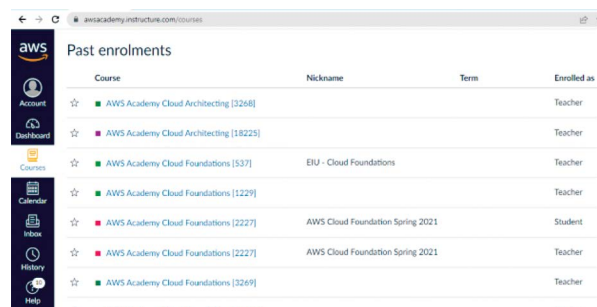 awsacademy.instructure.com/courses
aws
Past enrolments
Course Nickname Term Enrolled as
Account
AWS Academy Cloud Architecting [3268] Teacher
Dashboard
AWS Academy Cloud Architecting [18225] Teacher
Courses
AWS Academy Cloud Foundations [537] EIU - Cloud Foundations Teacher
Calendar
AWS Academy Cloud Foundations [1229] Teacher
Inbox
AWS Academy Cloud Foundations [2227] AWS Cloud Foundation Spring 2021 Student
History
AWS Academy Cloud Foundations [2227] AWS Cloud Foundation Spring 2021 Teacher
10
Help
AWS Academy Cloud Foundations [3269] Teacher